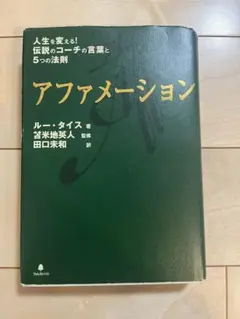 人生を変える!
伝説のコーチの言葉と
5つの法則
アファメーション
ルー・タイス 著
苫米地英人 監修
田口未和 訳